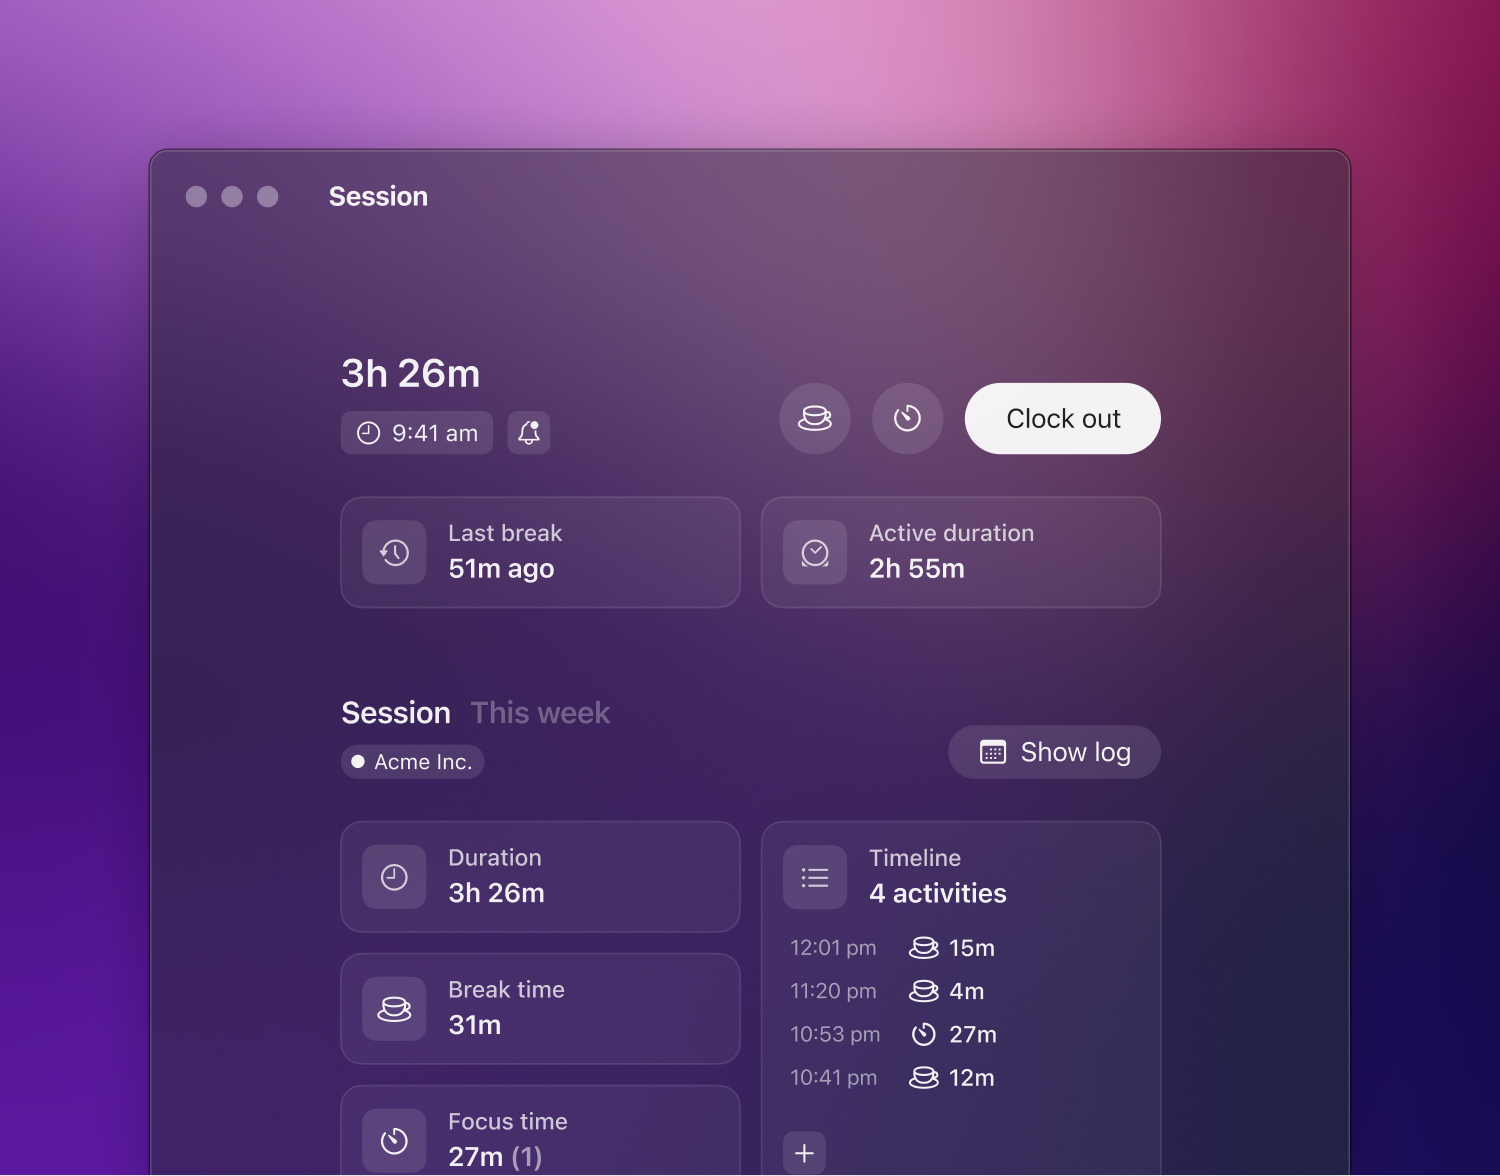 Session
3h 26m
9:41 am
Clock out
Last break
51m ago
Active duration
2h 55m
Session This week
Acme Inc.
Show log
Duration
3h 26m
Break time
31m
Focus time
27m (1)
Timeline
4 activities
12:01 pm 15m
11:20 pm 4m
10:53 pm 27m
10:41 pm 12m